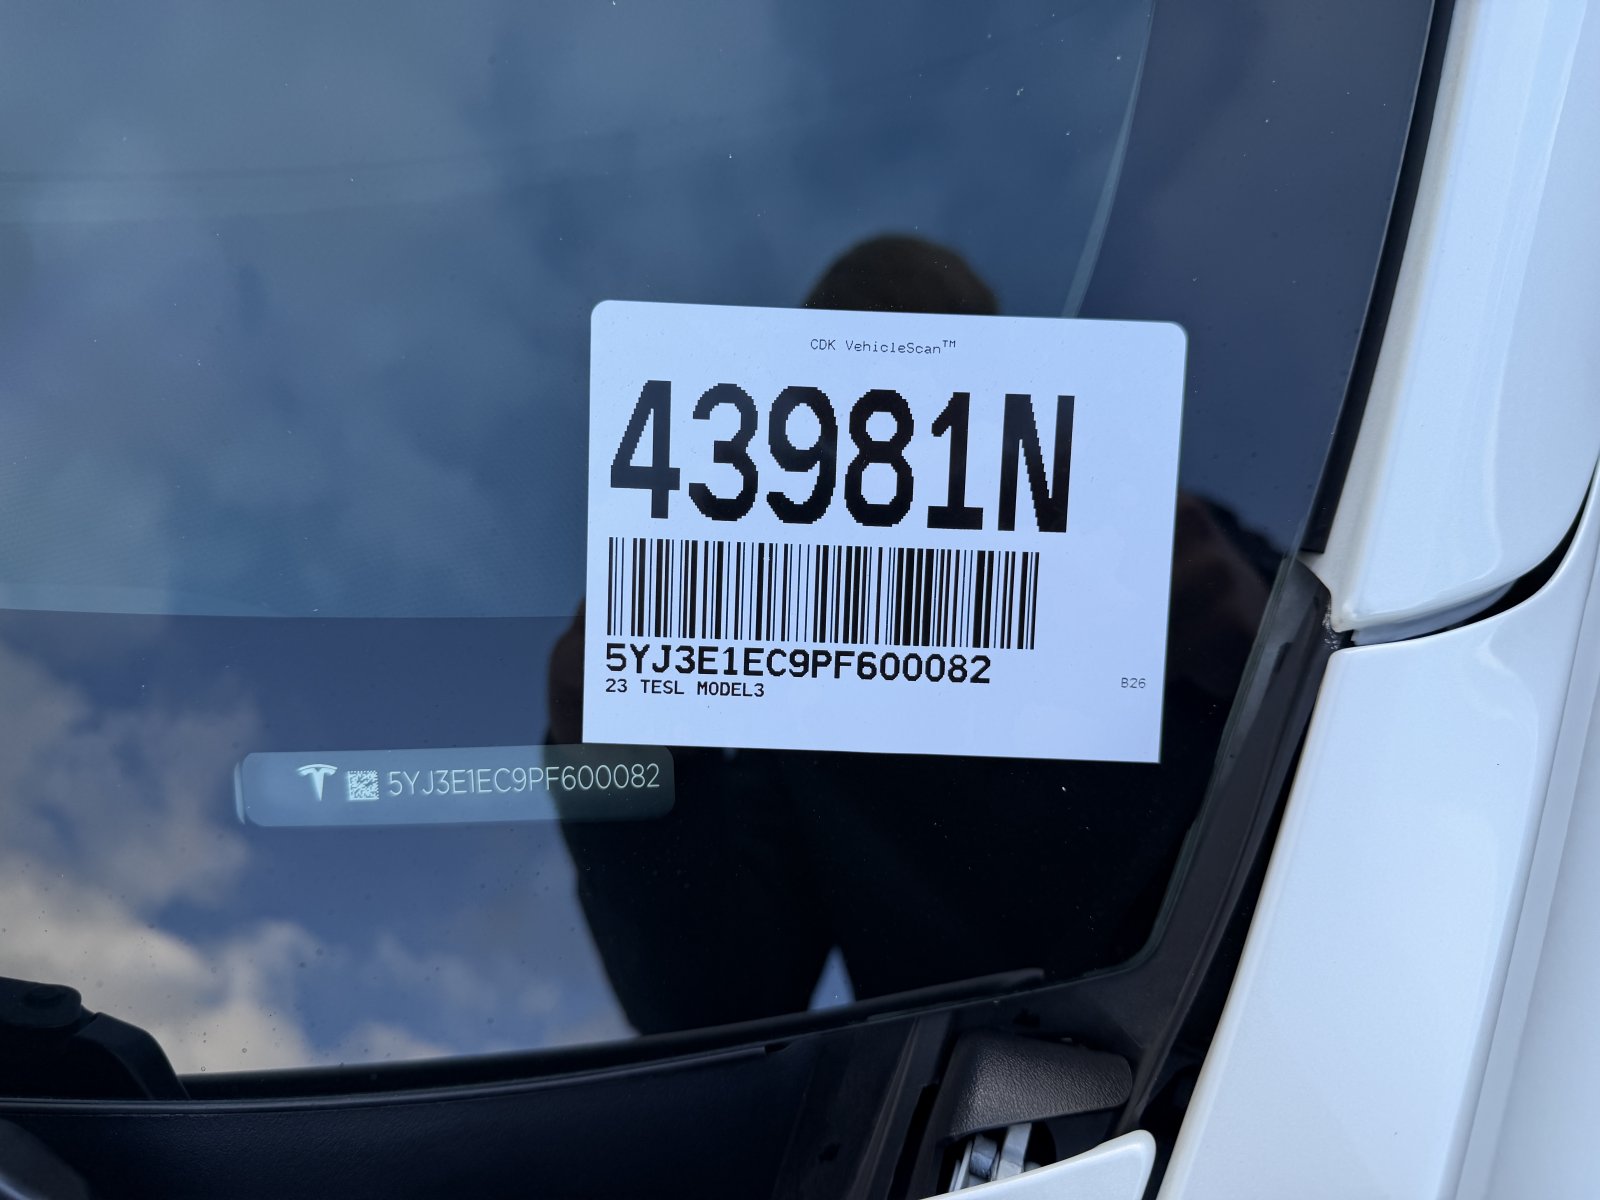 CDK VehicleScan™
43981N
5YJ3E1EC9PF600082
23 TESL MODEL3
B26
5YJ3E1EC9PF600082